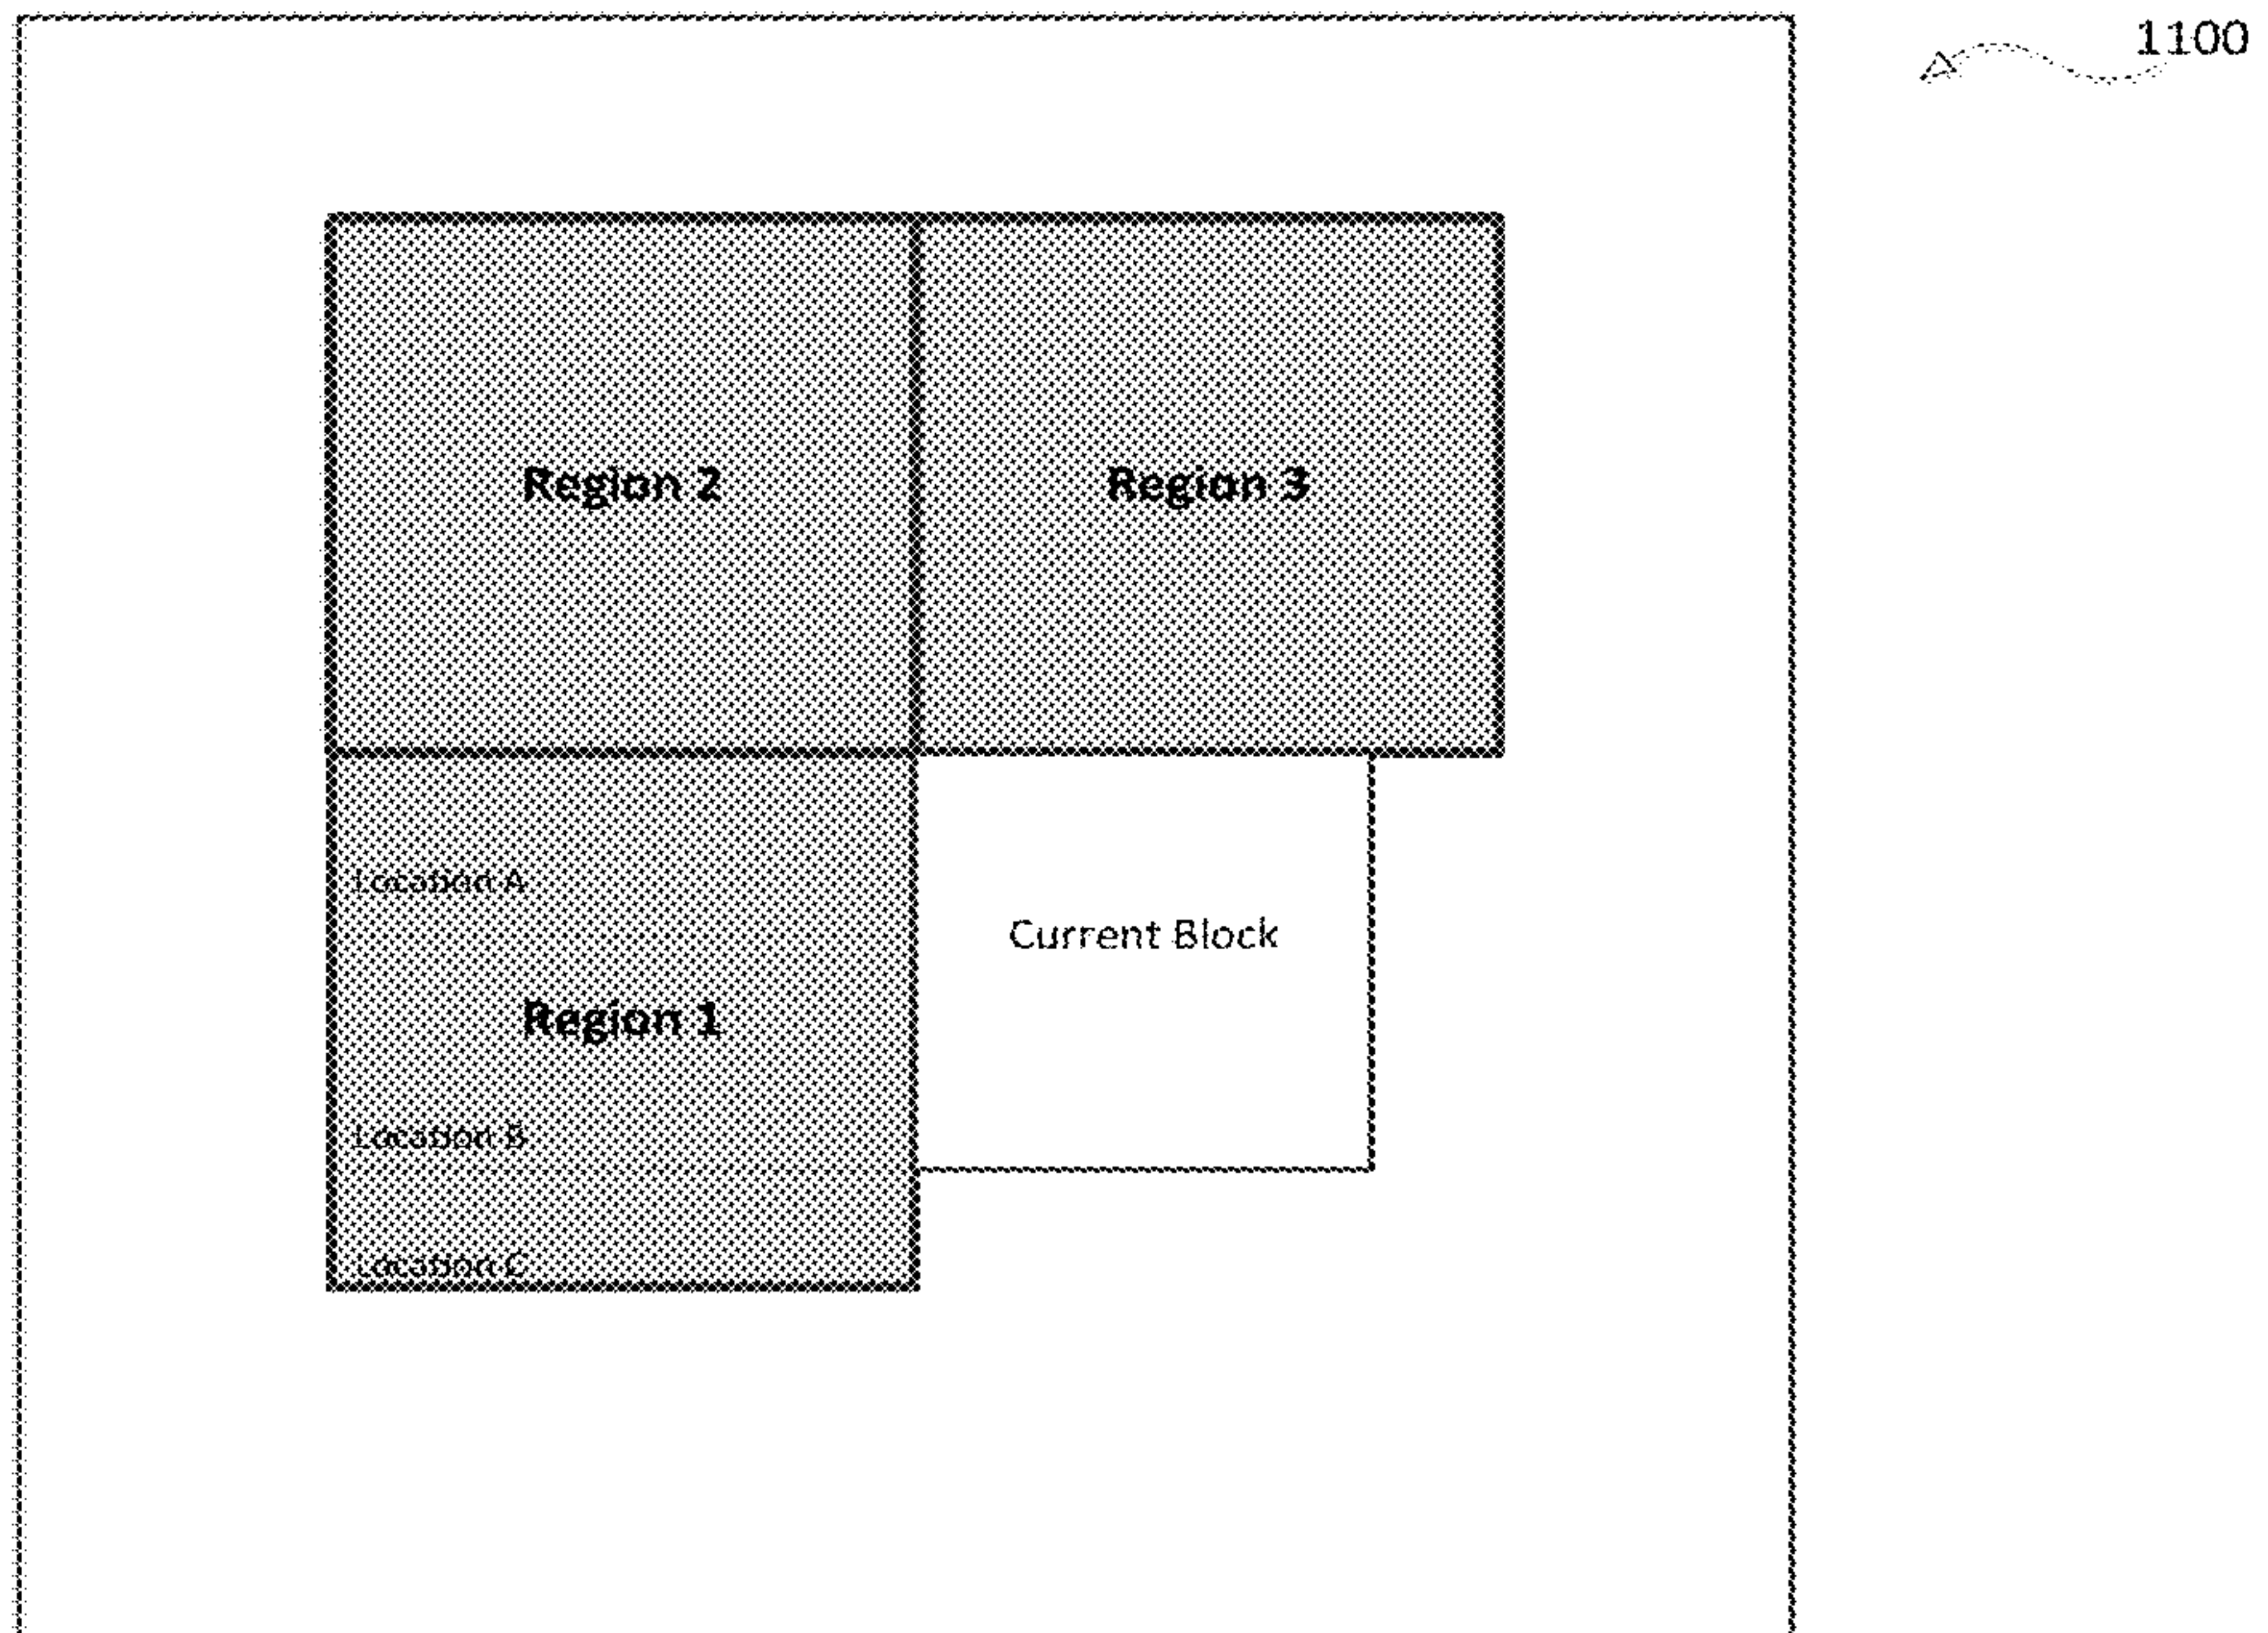 1100
Region 2
Region 3
Location A
Current Block
Region 1
Location B
Location C